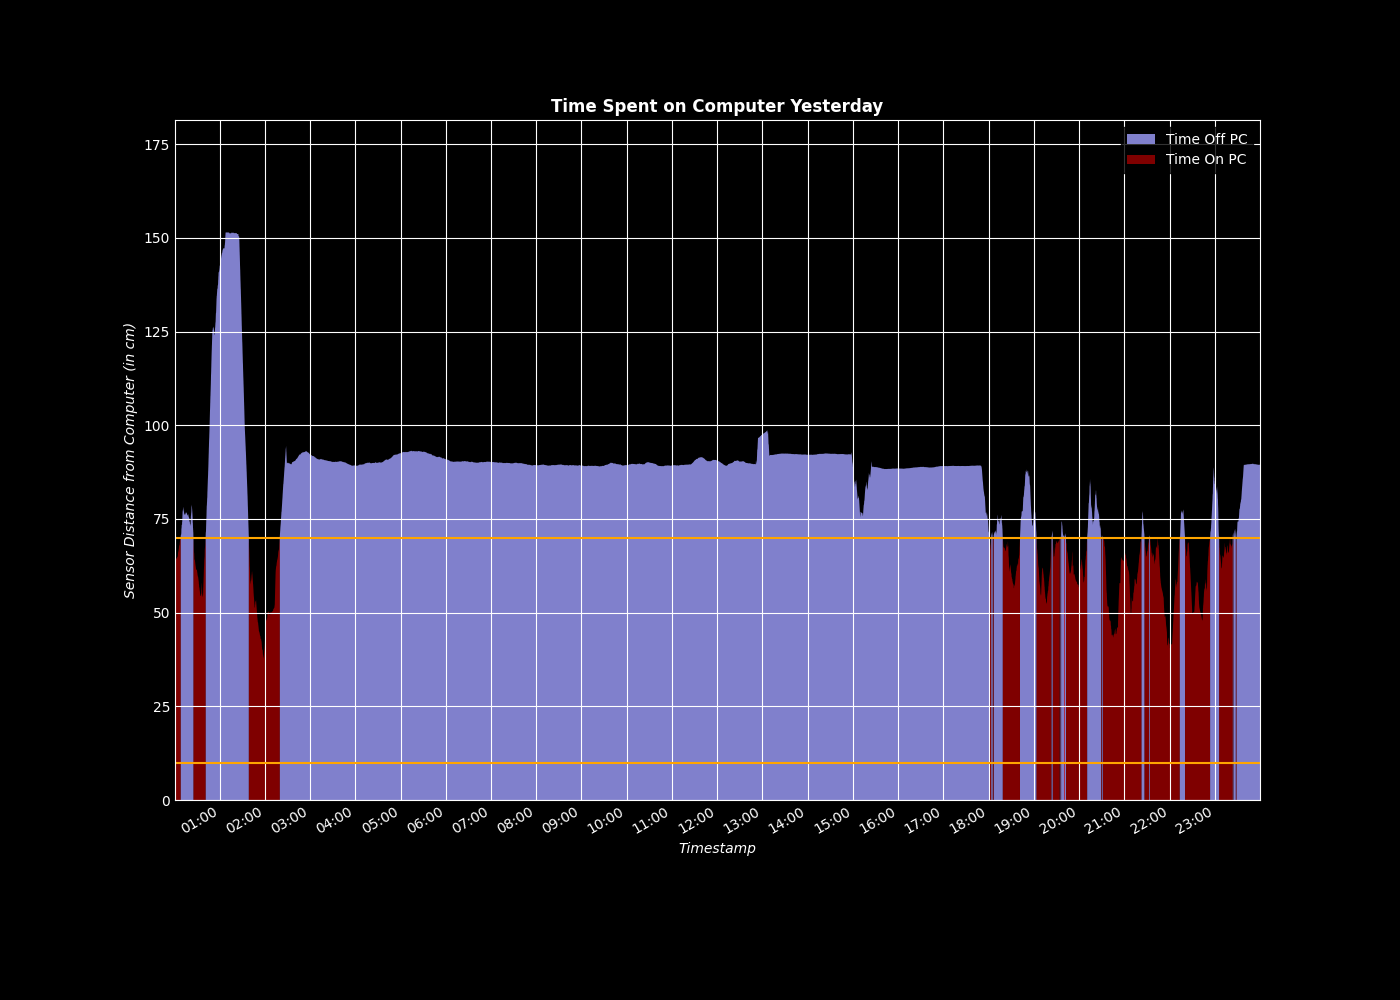 Time Spent on Computer Yesterday
Time Off PC
Time On PC
175
150
125
100
75
50
25
0
Sensor Distance from Computer (in cm)
01:00 02:00 03:00 04:00 05:00 06:00 07:00 08:00 09:00 10:00 11:00 12:00 13:00 14:00 15:00 16:00 17:00 18:00 19:00 20:00 21:00 22:00 23:00
Timestamp